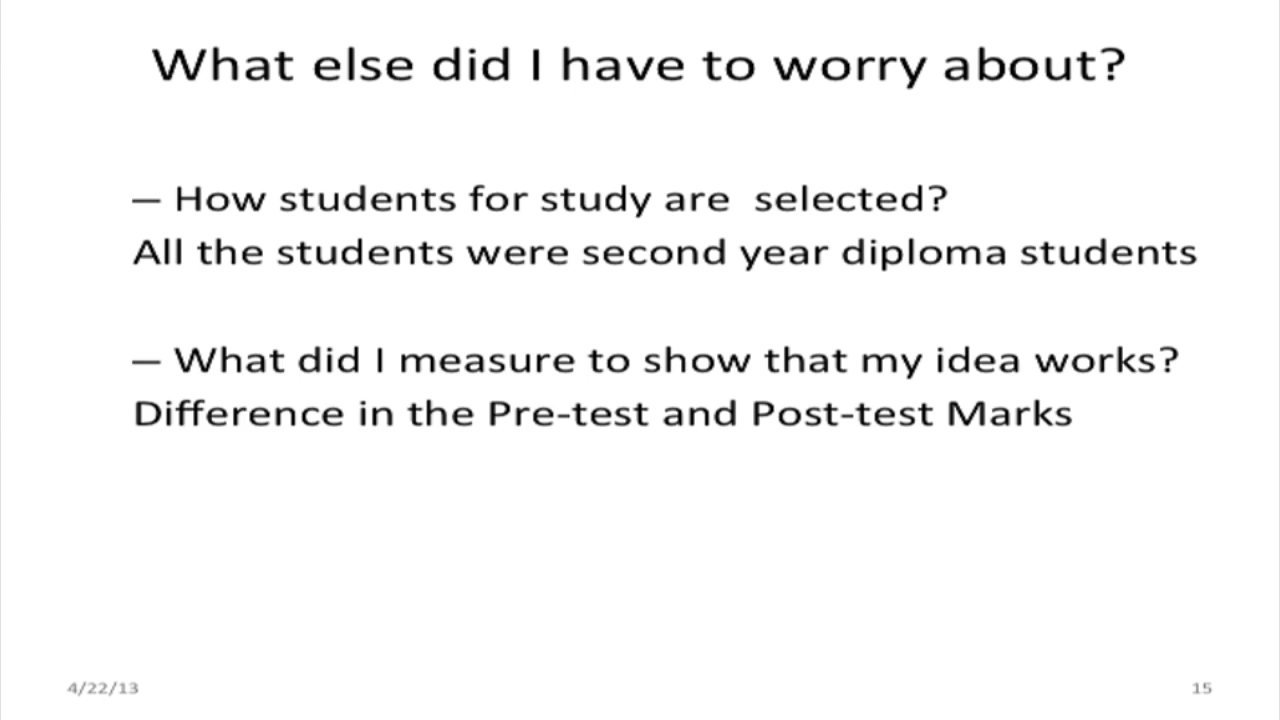 What else did I have to worry about?
– How students for study are  selected?
All the students were second year diploma students
– What did I measure to show that my idea works?
Difference in the Pre-test and Post-test Marks
4/22/13
15